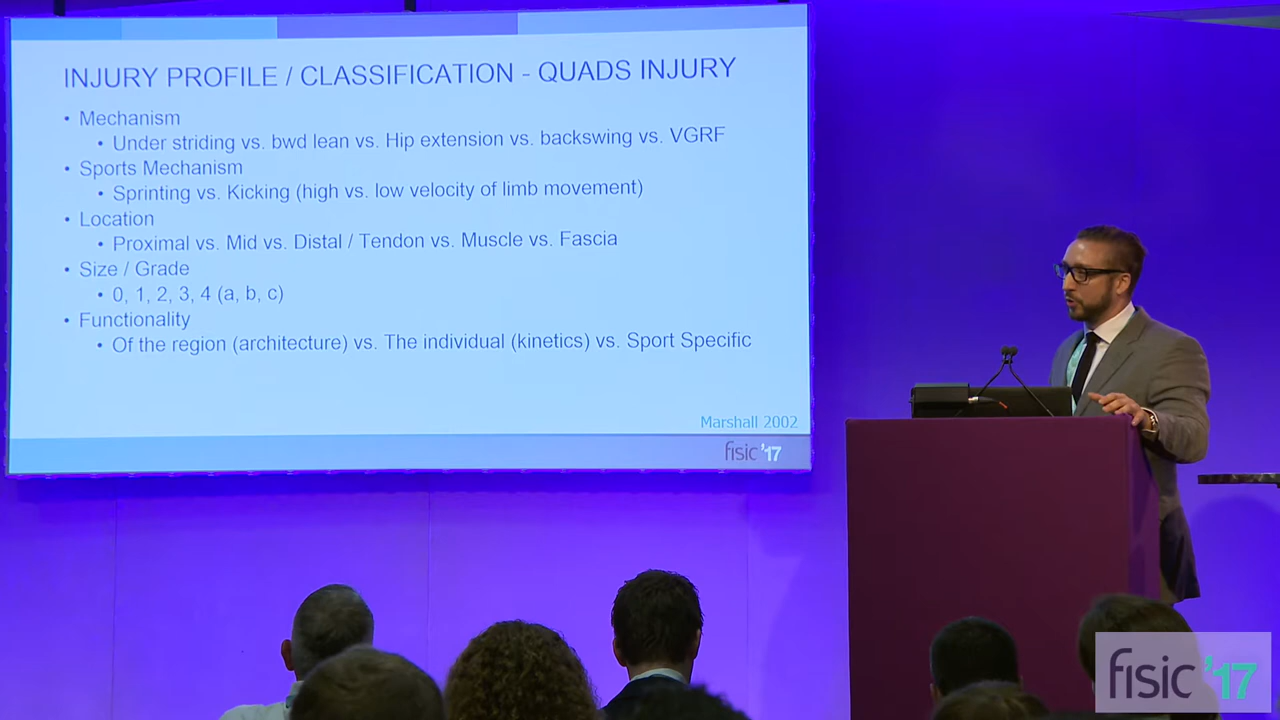 INJURY PROFILE / CLASSIFICATION - QUADS INJURY
• Mechanism
• Under striding vs. bwd lean vs. Hip extension vs. backswing vs. VGRF
• Sports Mechanism
• Sprinting vs. Kicking (high vs. low velocity of limb movement)
• Location
• Proximal vs. Mid vs. Distal / Tendon vs. Muscle vs. Fascia
• Size / Grade
• 0, 1, 2, 3, 4 (a, b, c)
• Functionality
• Of the region (architecture) vs. The individual (kinetics) vs. Sport Specific
Marshall 2002
fisic '17
fisic '17